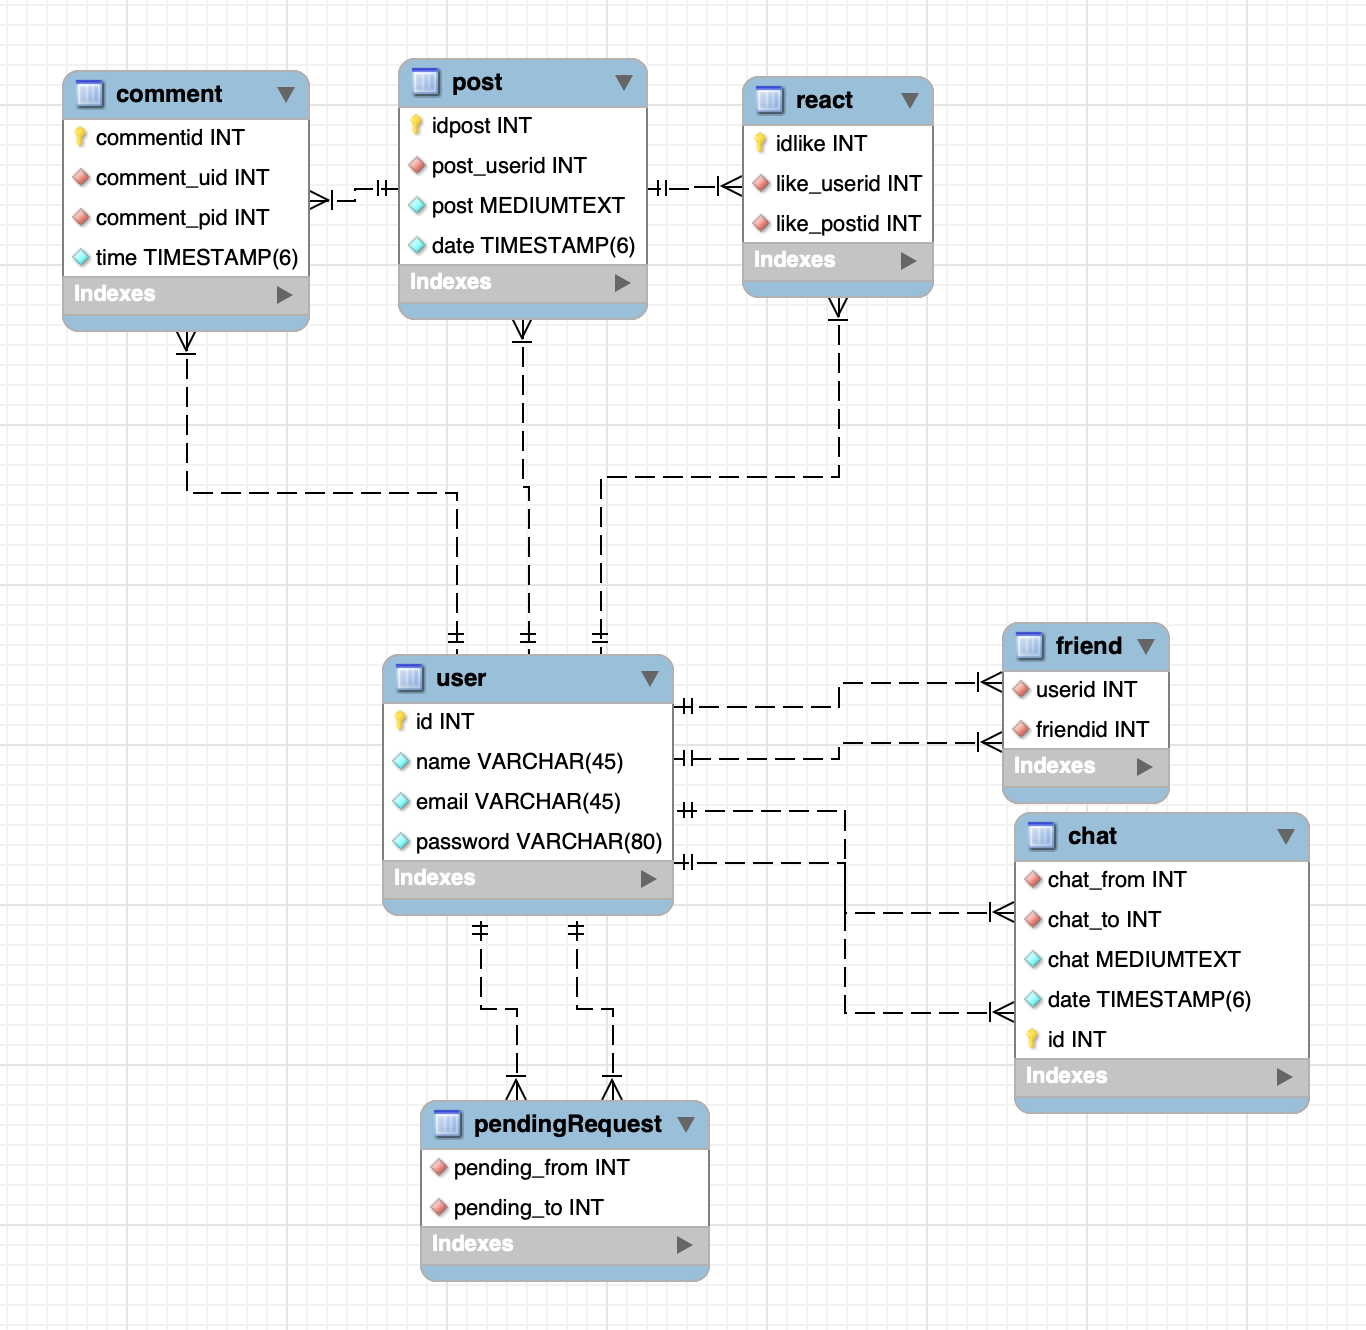 comment
commentid INT
comment_uid INT
comment_pid INT
time TIMESTAMP(6)
Indexes
post
idpost INT
post_userid INT
post MEDIUMTEXT
date TIMESTAMP(6)
Indexes
react
idlike INT
like_userid INT
like_postid INT
Indexes
user
id INT
name VARCHAR(45)
email VARCHAR(45)
password VARCHAR(80)
Indexes
friend
userid INT
friendid INT
Indexes
chat
chat_from INT
chat_to INT
chat MEDIUMTEXT
date TIMESTAMP(6)
id INT
Indexes
pendingRequest
pending_from INT
pending_to INT
Indexes